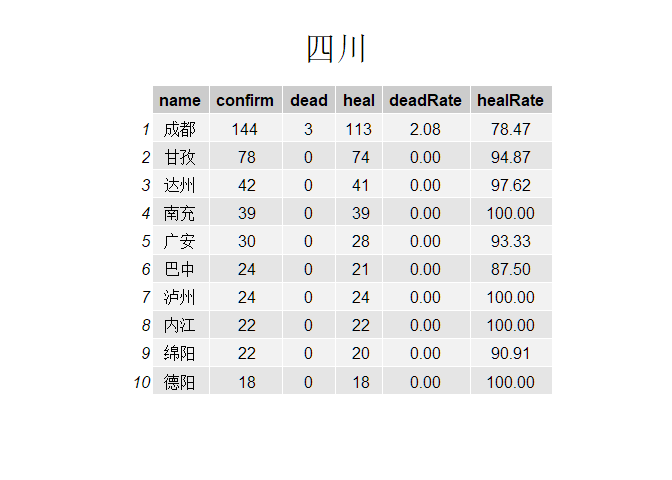 四川
name confirm dead heal deadRate healRate
1 成都 144 3 113 2.08 78.47
2 甘孜 78 0 74 0.00 94.87
3 达州 42 0 41 0.00 97.62
4 南充 39 0 39 0.00 100.00
5 广安 30 0 28 0.00 93.33
6 巴中 24 0 21 0.00 87.50
7 泸州 24 0 24 0.00 100.00
8 内江 22 0 22 0.00 100.00
9 绵阳 22 0 20 0.00 90.91
10 德阳 18 0 18 0.00 100.00